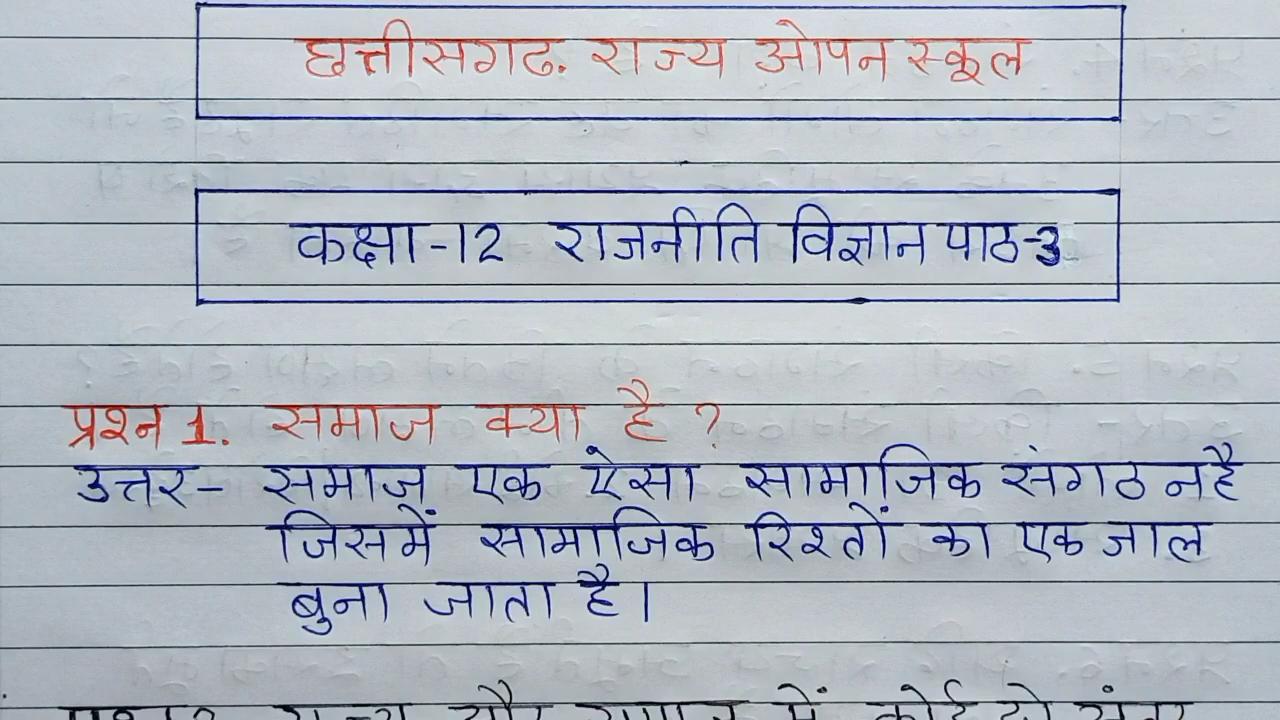 छत्तीसगढ़ राज्य ओपन स्कूल
कक्षा-12 राजनीति विज्ञान पाठ-3
प्रश्न 1. समाज क्या है ?
उत्तर- समाज एक ऐसा सामाजिक संगठन है
जिसमें सामाजिक रिश्तों का एक जाल
बुना जाता है।